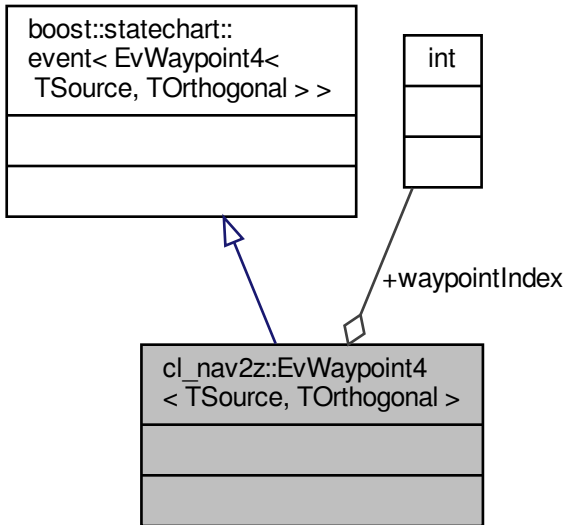 boost::statechart::
event< EvWaypoint4<
TSource, TOrthogonal > >
int
+waypointIndex
cl_nav2z::EvWaypoint4
< TSource, TOrthogonal >